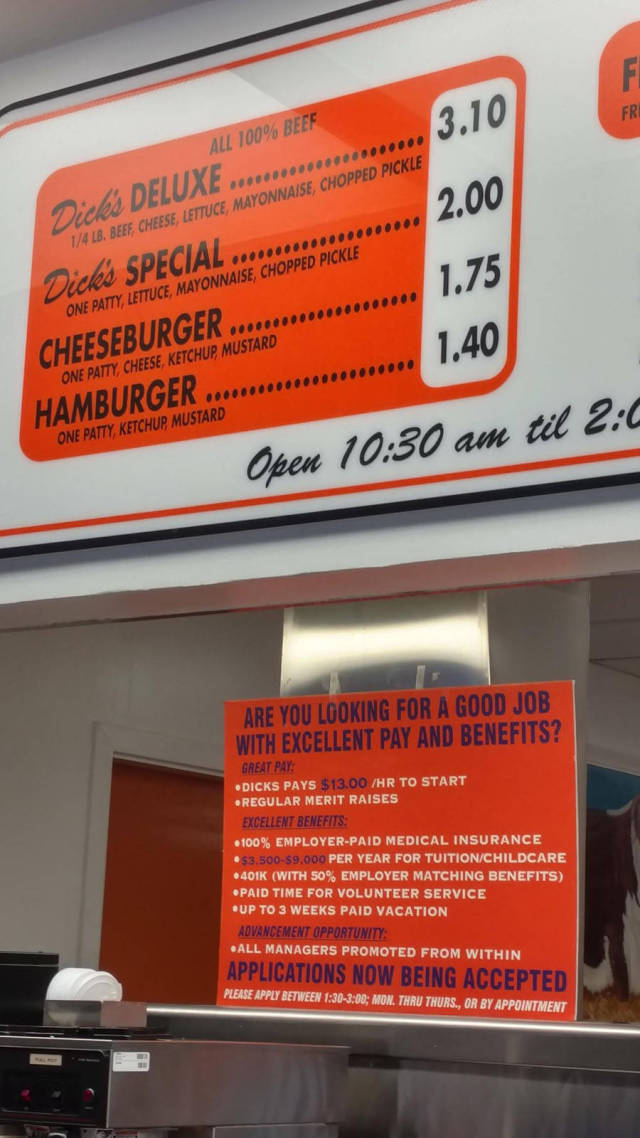 ALL 100% BEEF
Dick's DELUXE 3.10
1/4 LB. BEEF, CHEESE, LETTUCE, MAYONNAISE, CHOPPED PICKLE
Dick's SPECIAL 2.00
ONE PATTY, LETTUCE, MAYONNAISE, CHOPPED PICKLE
CHEESEBURGER 1.75
ONE PATTY, CHEESE, KETCHUP, MUSTARD
HAMBURGER 1.40
ONE PATTY, KETCHUP, MUSTARD
Open 10:30 am til 2:0
ARE YOU LOOKING FOR A GOOD JOB
WITH EXCELLENT PAY AND BENEFITS?
GREAT PAY:
•DICKS PAYS $13.00 /HR TO START
•REGULAR MERIT RAISES
EXCELLENT BENEFITS:
•100% EMPLOYER-PAID MEDICAL INSURANCE
•$3,500-$9,000 PER YEAR FOR TUITION/CHILDCARE
•401K (WITH 50% EMPLOYER MATCHING BENEFITS)
•PAID TIME FOR VOLUNTEER SERVICE
•UP TO 3 WEEKS PAID VACATION
ADVANCEMENT OPPORTUNITY:
•ALL MANAGERS PROMOTED FROM WITHIN
APPLICATIONS NOW BEING ACCEPTED
PLEASE APPLY BETWEEN 1:30-3:00; MON. THRU THURS., OR BY APPOINTMENT